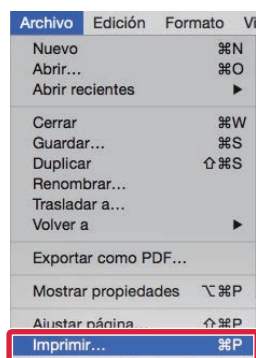 Archivo Edición Formato Vi
Nuevo ⌘N
Abrir... ⌘O
Abrir recientes ▶
Cerrar ⌘W
Guardar... ⌘S
Duplicar ⇧⌘S
Renombrar...
Trasladar a...
Volver a ▶
Exportar como PDF...
Mostrar propiedades ⌥⌘P
Ajustar página... ⇧⌘P
Imprimir... ⌘P